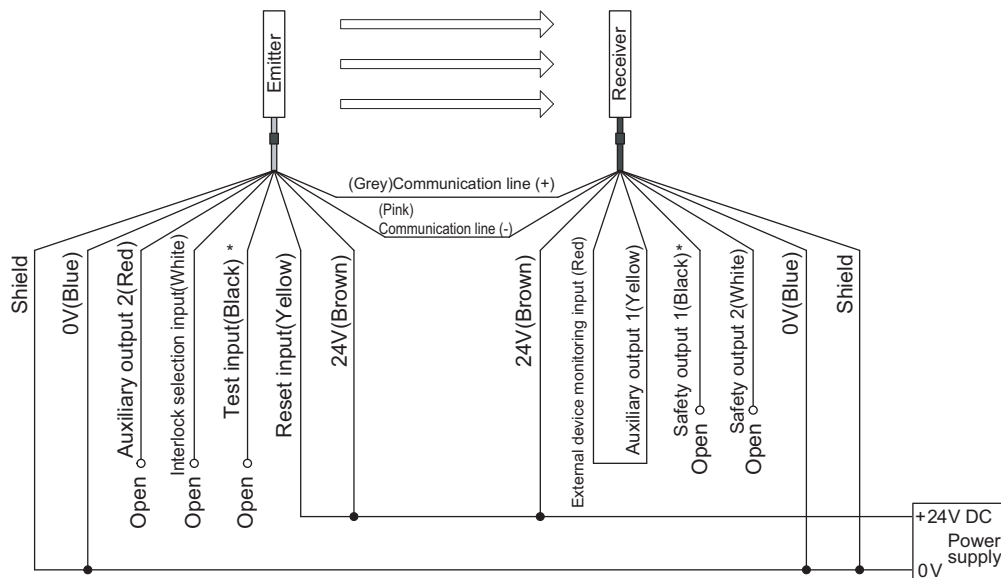 Emitter
Receiver
(Grey)Communication line (+)
(Pink)
Communication line (-)
Shield
0V(Blue)
Auxiliary output 2(Red)
Open
Interlock selection input(White)
Open
Test input(Black) *
Open
Reset input(Yellow)
24V(Brown)
24V(Brown)
External device monitoring input (Red)
Auxiliary output 1(Yellow)
Safety output 1(Black)*
Open
Safety output 2(White)
Open
0V(Blue)
Shield
+24V DC
Power
supply
0V